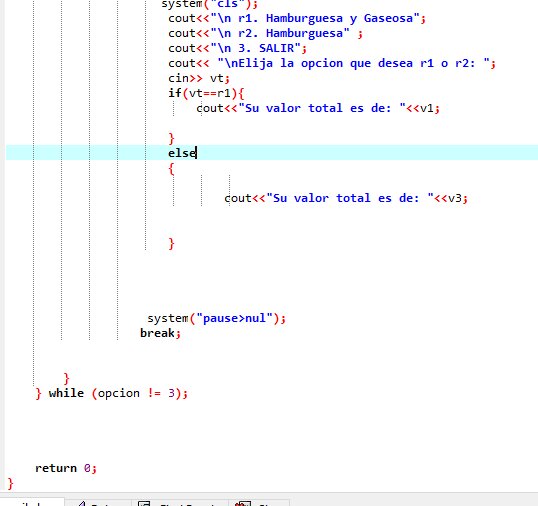 system("cls");
cout<<"\n r1. Hamburguesa y Gaseosa";
cout<<"\n r2. Hamburguesa" ;
cout<<"\n 3. SALIR";
cout<< "\nElija la opcion que desea r1 o r2: ";
cin>> vt;
if(vt==r1){
cout<<"Su valor total es de: "<<v1;
}
else
{
cout<<"Su valor total es de: "<<v3;
}
system("pause>nul");
break;
}
} while (opcion != 3);
return 0;
}